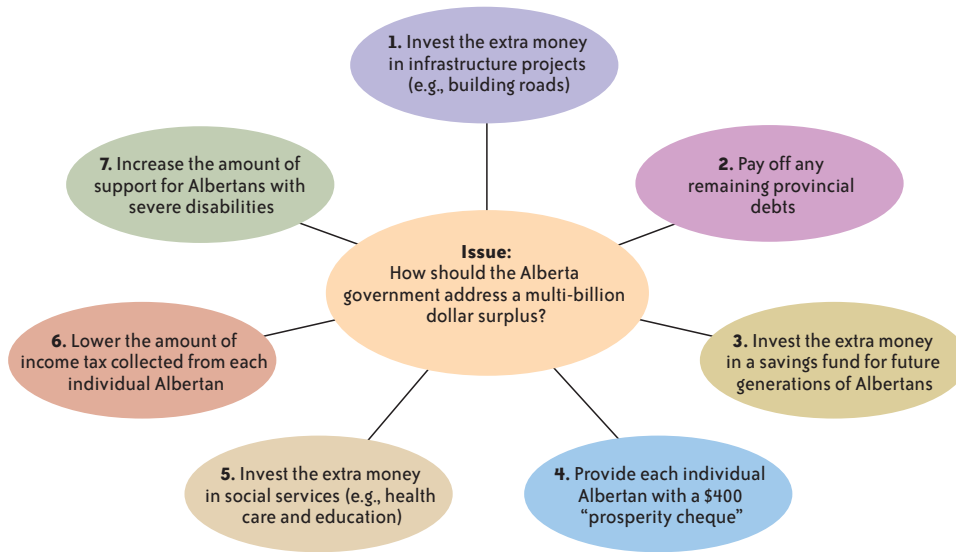 1. Invest the extra money
in infrastructure projects
(e.g., building roads)
2. Pay off any
remaining provincial
debts
3. Invest the extra money
in a savings fund for future
generations of Albertans
4. Provide each individual
Albertan with a $400
“prosperity cheque”
5. Invest the extra money
in social services (e.g., health
care and education)
6. Lower the amount of
income tax collected from each
individual Albertan
7. Increase the amount of
support for Albertans with
severe disabilities
Issue:
How should the Alberta
government address a multi-billion
dollar surplus?